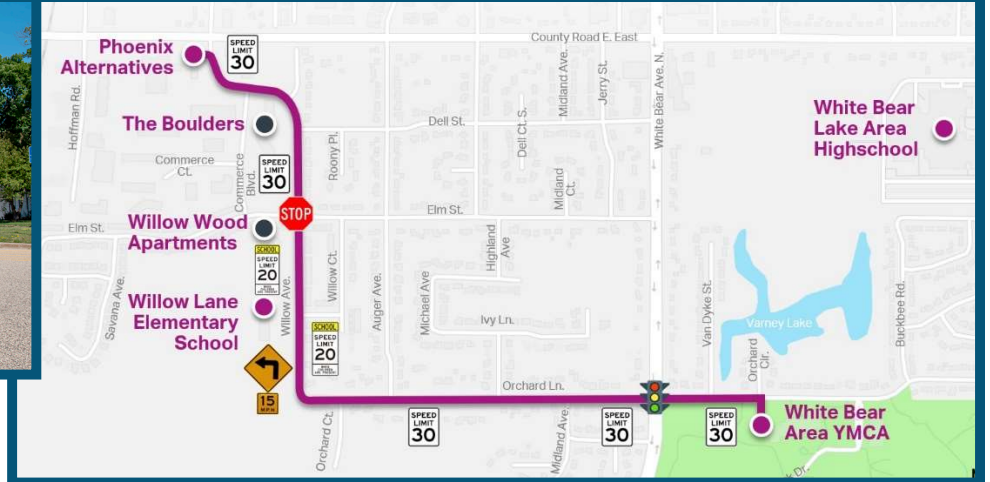 Phoenix
Alternatives
SPEED
LIMIT
30
County Road E. East
Hoffman Rd.
The Boulders
Commerce
Ct.
Commerce
Blvd.
SPEED
LIMIT
30
Roony Pl.
Dell St.
Dell Ct. S.
Midland Ave.
Jerry St.
Midland
Ct.
White Bear Ave. N.
White Bear
Lake Area
Highschool
STOP
Elm St.
Elm St.
Willow Wood
Apartments
SCHOOL
SPEED
LIMIT
20
Willow Lane
Elementary
School
Savana Ave.
Willow Ave.
Willow Ct.
Auger Ave.
Michael Ave
Highland
Ave
Ivy Ln.
Van Dyke St.
Varney Lake
Orchard
Cir.
Buckbee Rd.
SCHOOL
SPEED
LIMIT
20
15
MPH
Orchard Ln.
Orchard Ct.
SPEED
LIMIT
30
Midland Ave.
SPEED
LIMIT
30
SPEED
LIMIT
30
White Bear
Area YMCA
Dr.